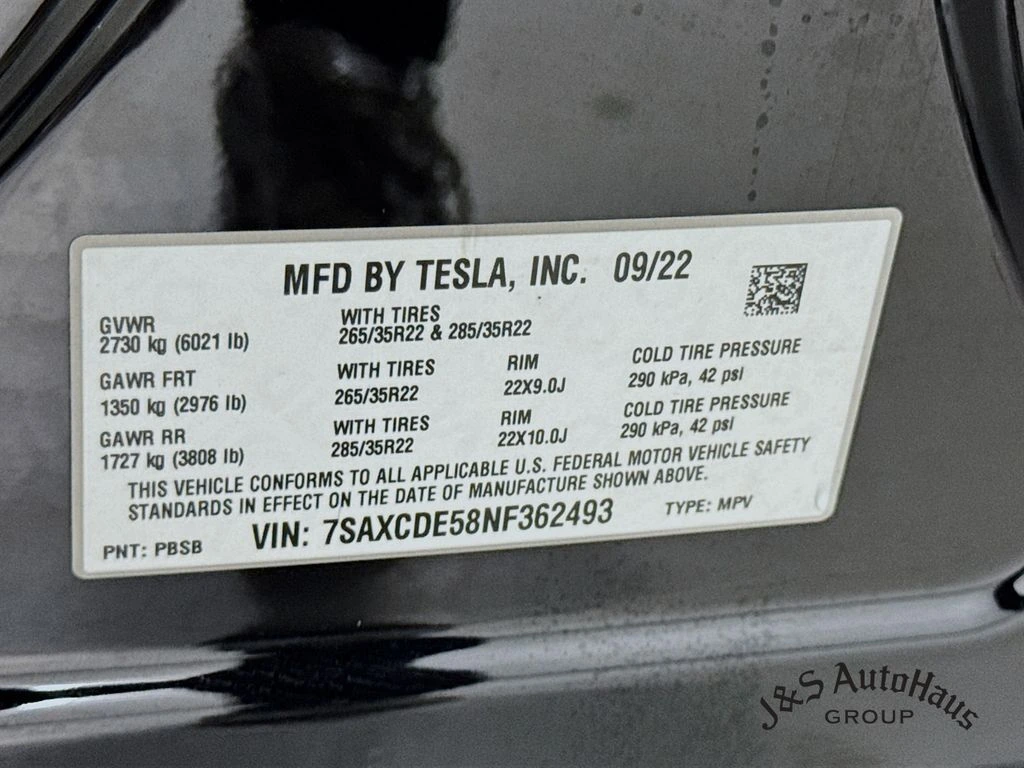 MFD BY TESLA, INC. 09/22
GVWR
2730 kg (6021 lb)
WITH TIRES
265/35R22 & 285/35R22
GAWR FRT
1350 kg (2976 lb)
WITH TIRES
265/35R22
RIM
22X9.0J
COLD TIRE PRESSURE
290 kPa, 42 psi
GAWR RR
1727 kg (3808 lb)
WITH TIRES
285/35R22
RIM
22X10.0J
COLD TIRE PRESSURE
290 kPa, 42 psi
THIS VEHICLE CONFORMS TO ALL APPLICABLE U.S. FEDERAL MOTOR VEHICLE SAFETY
STANDARDS IN EFFECT ON THE DATE OF MANUFACTURE SHOWN ABOVE.
PNT: PBSB
VIN: 7SAXCDE58NF362493
TYPE: MPV
J&S AutoHaus
GROUP